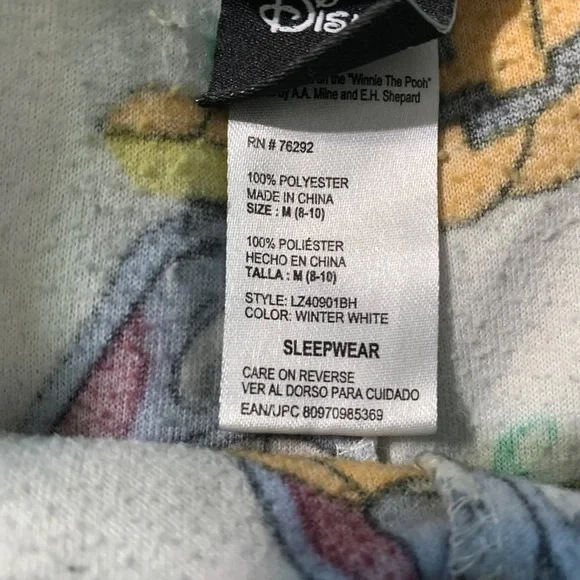 Disn
the "Winnie The Pooh"
by A.A. Milne and E.H. Shepard
RN # 76292
100% POLYESTER
MADE IN CHINA
SIZE : M (8-10)
100% POLIÉSTER
HECHO EN CHINA
TALLA : M (8-10)
STYLE: LZ40901BH
COLOR: WINTER WHITE
SLEEPWEAR
CARE ON REVERSE
VER AL DORSO PARA CUIDADO
EAN/UPC 80970985369